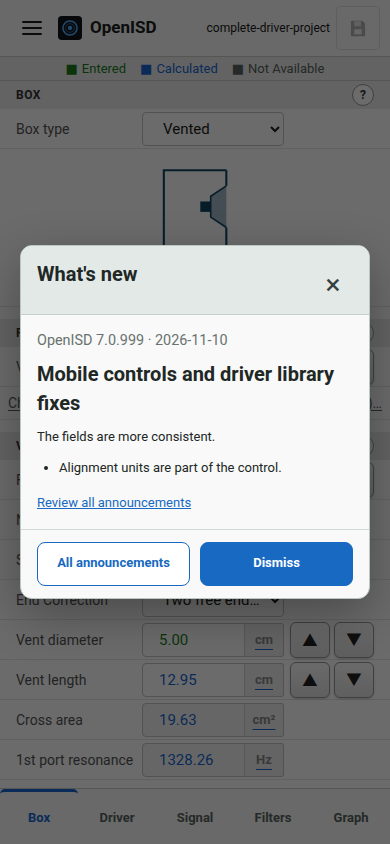 OpenISD
complete-driver-project
Entered Calculated Not Available
BOX ?
Box type Vented
What's new ×
OpenISD 7.0.999 · 2026-11-10
Mobile controls and driver library
fixes
The fields are more consistent.
• Alignment units are part of the control.
Review all announcements
All announcements Dismiss
End Correction Two free end...
Vent diameter 5.00 cm ▲ ▼
Vent length 12.95 cm ▲ ▼
Cross area 19.63 cm²
1st port resonance 1328.26 Hz
Box Driver Signal Filters Graph